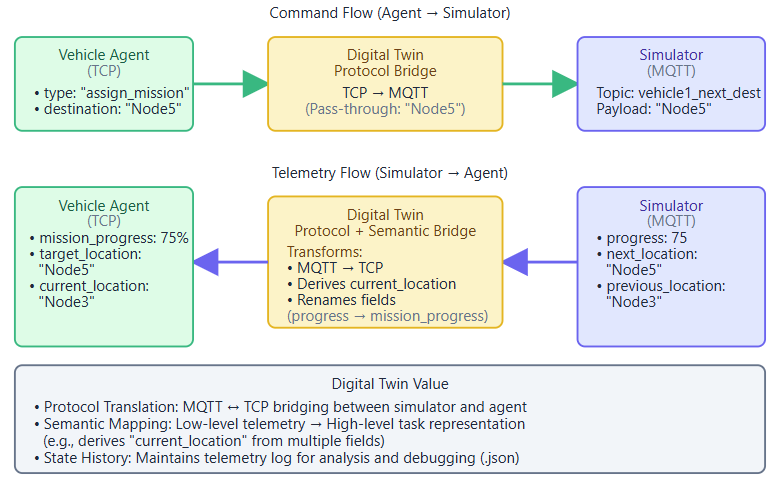 Command Flow (Agent → Simulator)
Vehicle Agent
(TCP)
• type: "assign_mission"
• destination: "Node5"
Digital Twin
Protocol Bridge
TCP → MQTT
(Pass-through: "Node5")
Simulator
(MQTT)
Topic: vehicle1_next_dest
Payload: "Node5"
Telemetry Flow (Simulator → Agent)
Vehicle Agent
(TCP)
• mission_progress: 75%
• target_location:
"Node5"
• current_location:
"Node3"
Digital Twin
Protocol + Semantic Bridge
Transforms:
• MQTT → TCP
• Derives current_location
• Renames fields
(progress → mission_progress)
Simulator
(MQTT)
• progress: 75
• next_location:
"Node5"
• previous_location:
"Node3"
Digital Twin Value
• Protocol Translation: MQTT ↔ TCP bridging between simulator and agent
• Semantic Mapping: Low-level telemetry → High-level task representation
(e.g., derives "current_location" from multiple fields)
• State History: Maintains telemetry log for analysis and debugging (.json)